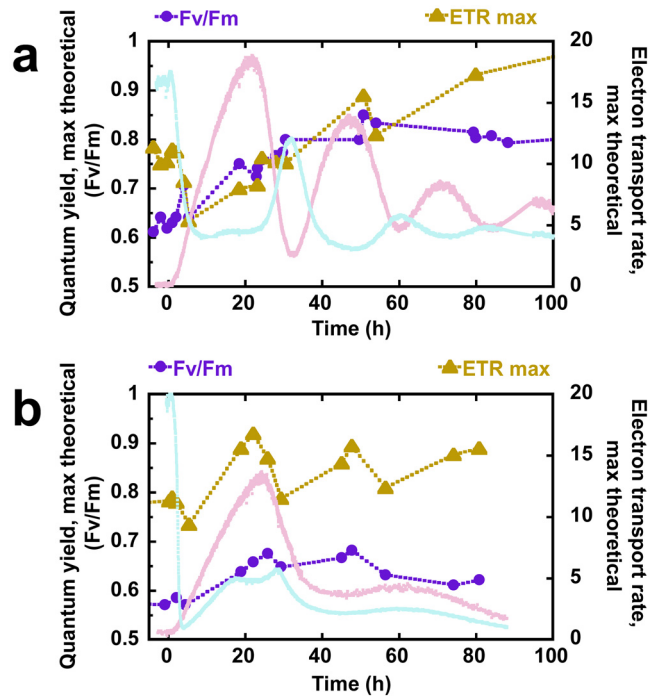 a
Fv/Fm
ETR max
Quantum yield, max theoretical
(Fv/Fm)
1
0.9
0.8
0.7
0.6
0.5
20
15
10
5
0
Electron transport rate,
max theoretical
0
20
40
60
80
100
Time (h)
b
Fv/Fm
ETR max
Quantum yield, max theoretical
(Fv/Fm)
1
0.9
0.8
0.7
0.6
0.5
20
15
10
5
0
Electron transport rate,
max theoretical
0
20
40
60
80
100
Time (h)